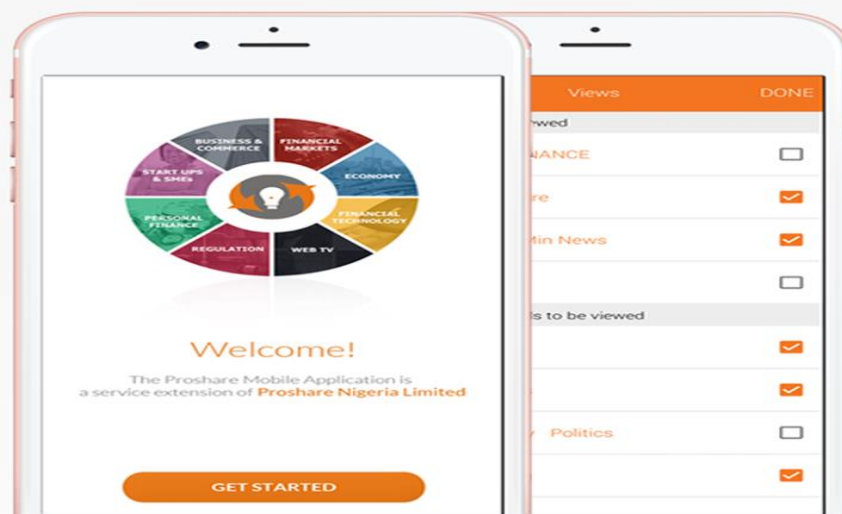 BUSINESS &
COMMERCE
FINANCIAL
MARKETS
START UPS
& SMEs
ECONOMY
PERSONAL
FINANCE
FINANCIAL
TECHNOLOGY
REGULATION
WEB TV
Welcome!
The Proshare Mobile Application is
a service extension of Proshare Nigeria Limited
GET STARTED
Views DONE
wed
NANCE
re
Min News
s to be viewed
Politics